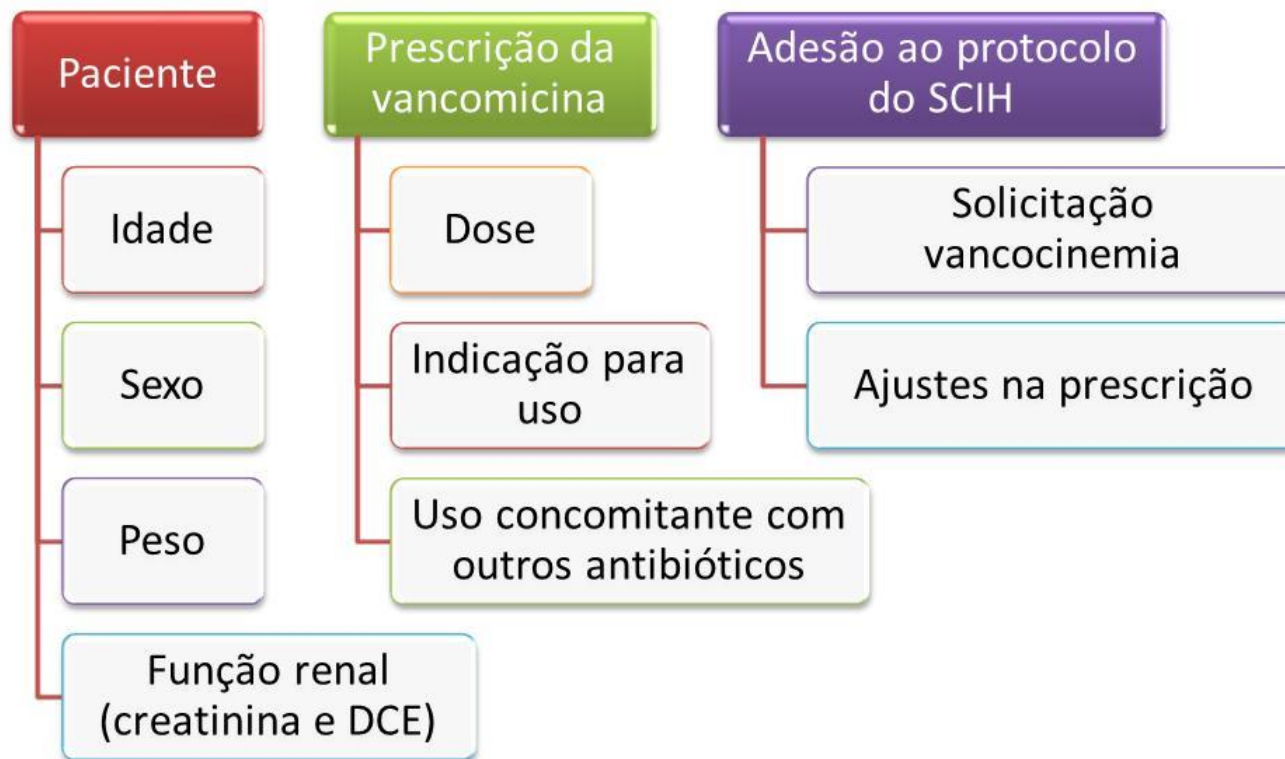 Paciente
Idade
Sexo
Peso
Função renal
(creatinina e DCE)
Prescrição da
vancomicina
Dose
Indicação para
uso
Uso concomitante com
outros antibióticos
Adesão ao protocolo
do SCIH
Solicitação
vancocinemia
Ajustes na prescrição